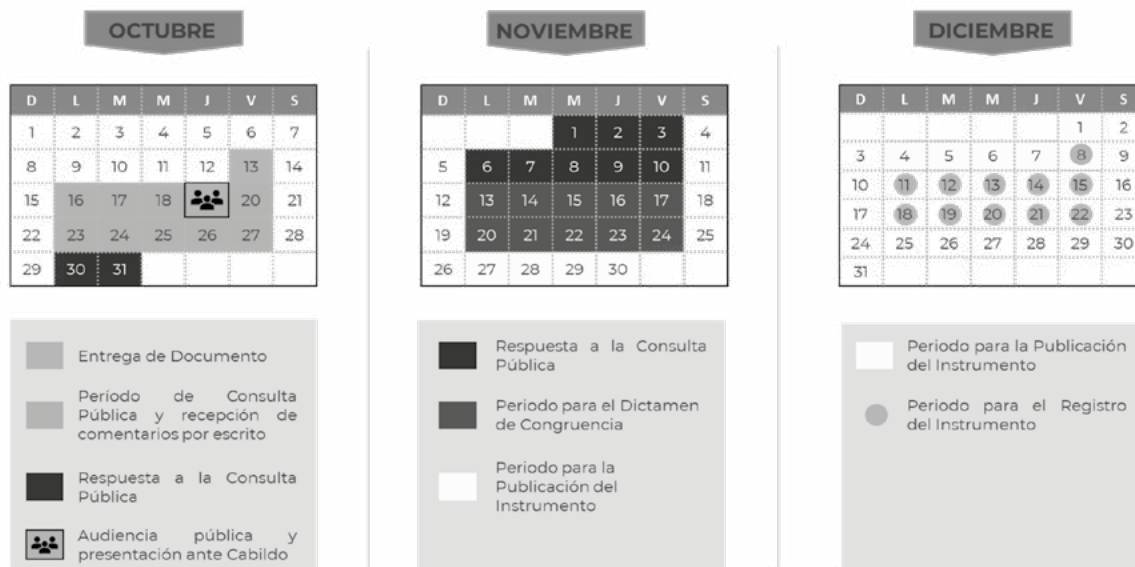 OCTUBRE
D L M M J V S
1 2 3 4 5 6 7
8 9 10 11 12 13 14
15 16 17 18 20 21
22 23 24 25 26 27 28
29 30 31
Entrega de Documento
Período de Consulta
Pública y recepción de
comentarios por escrito
Respuesta a la Consulta
Pública
Audiencia pública y
presentación ante Cabildo
NOVIEMBRE
D L M M J V S
1 2 3 4
5 6 7 8 9 10 11
12 13 14 15 16 17 18
19 20 21 22 23 24 25
26 27 28 29 30
Respuesta a la Consulta
Pública
Periodo para el Dictamen
de Congruencia
Periodo para la
Publicación del
Instrumento
DICIEMBRE
D L M M J V S
1 2
3 4 5 6 7 8 9
10 11 12 13 14 15 16
17 18 19 20 21 22 23
24 25 26 27 28 29 30
31
Periodo para la Publicación
del Instrumento
Periodo para el Registro
del Instrumento